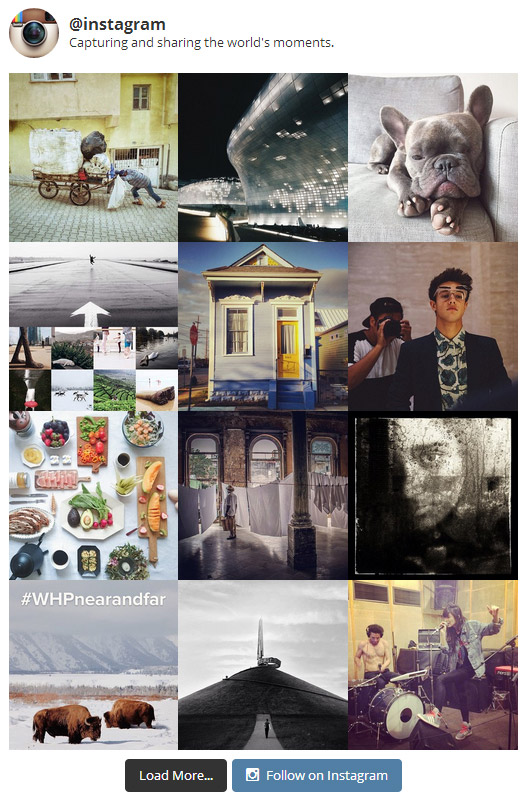 @instagram
Capturing and sharing the world's moments.
#WHPnearandfar
Load More...
Follow on Instagram